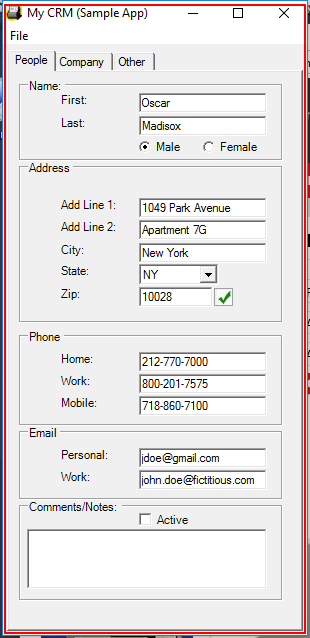 My CRM (Sample App)
File
People Company Other
Name:
First: Oscar
Last: Madisox
Male Female
Address
Add Line 1: 1049 Park Avenue
Add Line 2: Apartment 7G
City: New York
State: NY
Zip: 10028
Phone
Home: 212-770-7000
Work: 800-201-7575
Mobile: 718-860-7100
Email
Personal: jdoe@gmail.com
Work: john.doe@fictitious.com
Comments/Notes:
Active